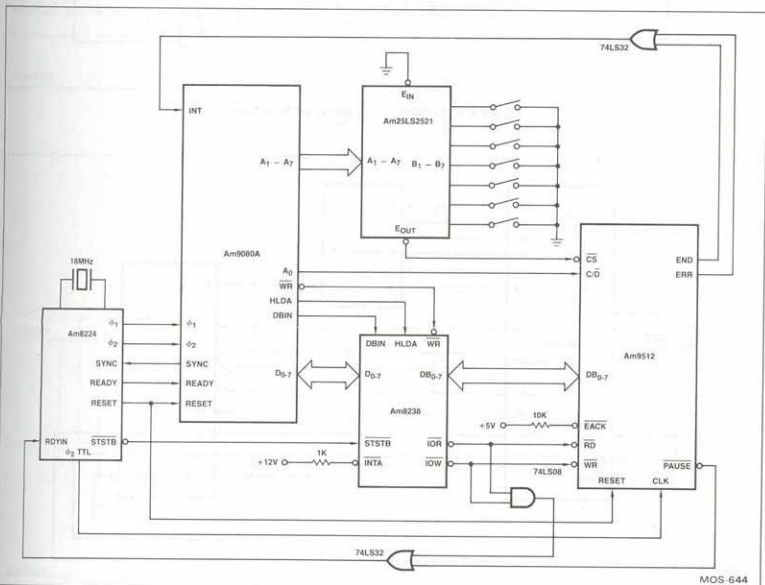 74LS32
INT
E̅IN
Am25LS2521
A1 – A7
A1 – A7
B1 – B7
EOUT
Am9080A
18MHz
Am8224
A0
WR
HLDA
DBIN
CS
C/D
END
ERR
Am9512
ϕ1
ϕ1
ϕ2
ϕ2
SYNC
SYNC
READY
READY
RESET
RESET
DBIN
HLDA
WR
D0-7
D0-7
DB0-7
DB0-7
Am8238
+5V
10K
EACK
RDYIN
STSTB
STSTB
IOR
RD
ϕ2 TTL
+12V
1K
INTA
IOW
74LS08
WR
PAUSE
RESET
CLK
74LS32
MOS-644